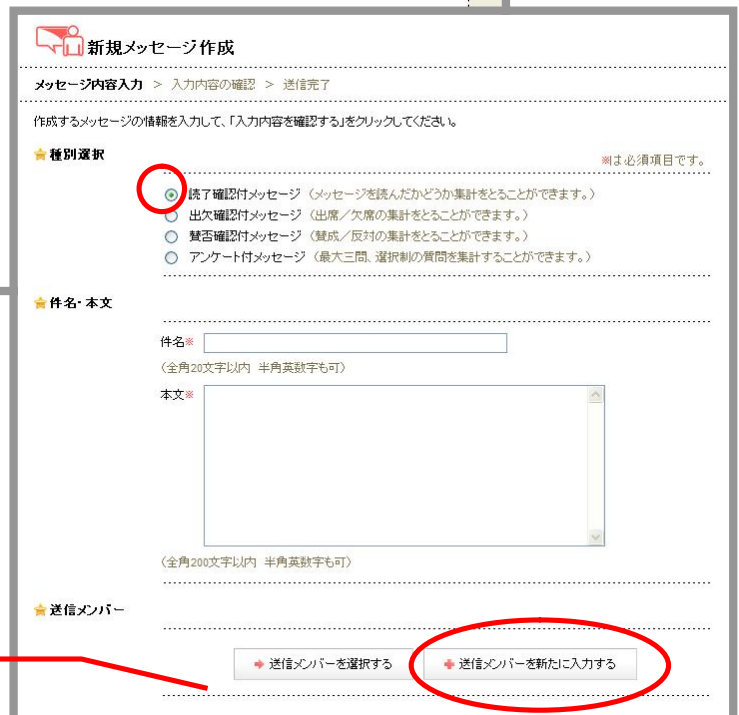 新規メッセージ作成
メッセージ内容入力 > 入力内容の確認 > 送信完了
作成するメッセージの情報を入力して、「入力内容を確認する」をクリックしてください。
種別選択
※は必須項目です。
読了確認付メッセージ（メッセージを読んだかどうか集計をとることができます。）
出欠確認付メッセージ（出席／欠席の集計をとることができます。）
賛否確認付メッセージ（賛成／反対の集計をとることができます。）
アンケート付メッセージ（最大三問、選択制の質問を集計することができます。）
件名・本文
件名※
（全角20文字以内 半角英数字も可）
本文※
（全角200文字以内 半角英数字も可）
送信メンバー
送信メンバーを選択する 送信メンバーを新たに入力する